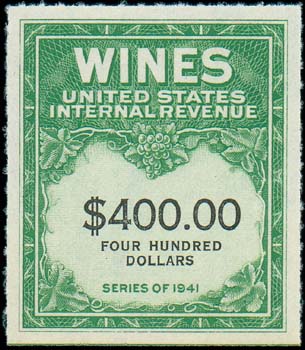 WINES
UNITED STATES
INTERNAL REVENUE
$400.00
FOUR HUNDRED
DOLLARS
SERIES OF 1941